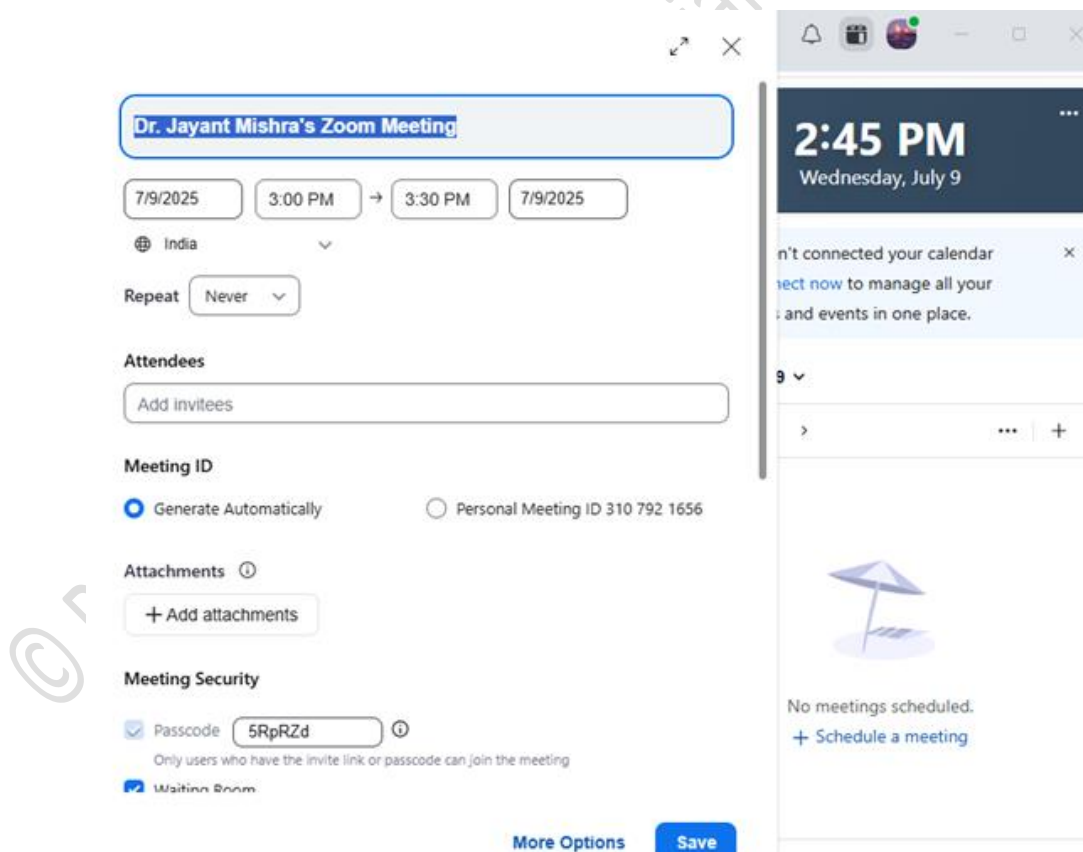 Dr. Jayant Mishra's Zoom Meeting
7/9/2025 3:00 PM → 3:30 PM 7/9/2025
India
Repeat Never
Attendees
Add invitees
Meeting ID
Generate Automatically Personal Meeting ID 310 792 1656
Attachments
+ Add attachments
Meeting Security
Passcode 5RpRZd
Only users who have the invite link or passcode can join the meeting
Waiting Room
More Options Save
2:45 PM
Wednesday, July 9
n't connected your calendar
nect now to manage all your
and events in one place.
9
No meetings scheduled.
+ Schedule a meeting